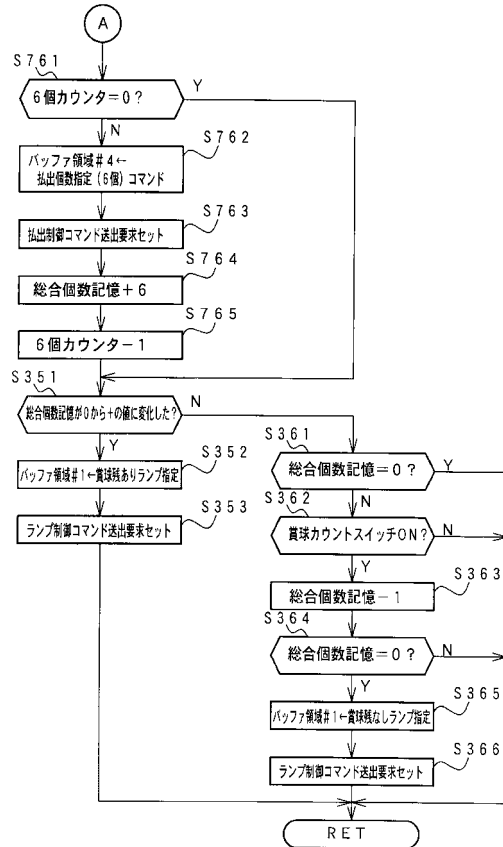 A
S761
6個カウンタ=0?
Y
N
S762
バッファ領域#4←
払出個数指定(6個)コマンド
S763
払出制御コマンド送出要求セット
S764
総合個数記憶+6
S765
6個カウンタ-1
S351
総合個数記憶が0から+の値に変化した?
N
Y
S352
バッファ領域#1←賞球残ありランプ指定
S353
ランプ制御コマンド送出要求セット
S361
総合個数記憶=0?
Y
N
S362
賞球カウントスイッチON?
N
Y
S363
総合個数記憶-1
S364
総合個数記憶=0?
N
Y
S365
バッファ領域#1←賞球残なしランプ指定
S366
ランプ制御コマンド送出要求セット
RET